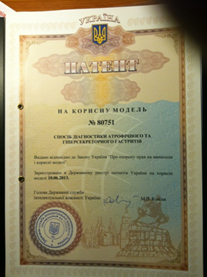 УКРАЇНА
ПАТЕНТ
НА КОРИСНУ МОДЕЛЬ
№ 80751
СПОСІБ ДІАГНОСТИКИ АТРОФІЧНОГО ТА
ГІПЕРСЕКРЕТОРНОГО ГАСТРИТІВ
Видано відповідно до Закону України "Про охорону прав на винаходи
і корисні моделі".
Зареєстровано в Державному реєстрі патентів України на корисні
моделі 10.06.2013.
Голова Державної служби
інтелектуальної власності України